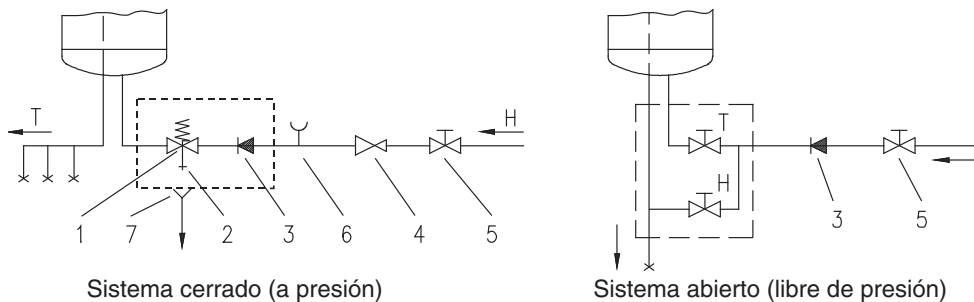 T H
1 7 2 3 6 4 5
Sistema cerrado (a presión)
T
H
3 5
Sistema abierto (libre de presión)